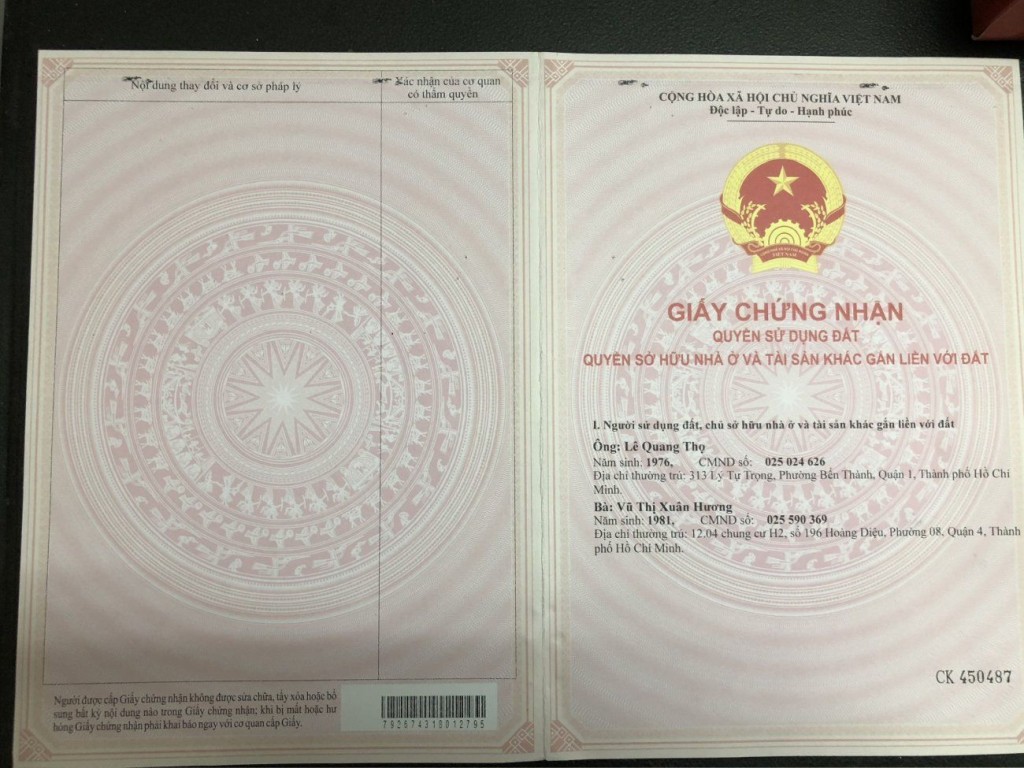 Nội dung thay đổi và cơ sở pháp lý
Xác nhận của cơ quan
có thẩm quyền
Người được cấp Giấy chứng nhận không được sửa chữa, tẩy xóa hoặc bổ
sung bất kỳ nội dung nào trong Giấy chứng nhận; khi bị mất hoặc hư
hỏng Giấy chứng nhận phải khai báo ngay với cơ quan cấp Giấy.
792674310012795
CỘNG HÒA XÃ HỘI CHỦ NGHĨA VIỆT NAM
Độc lập - Tự do - Hạnh phúc
VIỆT NAM
GIẤY CHỨNG NHẬN
QUYỀN SỬ DỤNG ĐẤT
QUYỀN SỞ HỮU NHÀ Ở VÀ TÀI SẢN KHÁC GẮN LIỀN VỚI ĐẤT
I. Người sử dụng đất, chủ sở hữu nhà ở và tài sản khác gắn liền với đất
Ông: Lê Quang Thọ
Năm sinh: 1976, CMND số: 025 024 626
Địa chỉ thường trú: 313 Lý Tự Trọng, Phường Bến Thành, Quận 1, Thành phố Hồ Chí
Minh.
Bà: Vũ Thị Xuân Hương
Năm sinh: 1981, CMND số: 025 590 369
Địa chỉ thường trú: 12.04 chung cư H2, số 196 Hoàng Diệu, Phường 08, Quận 4, Thành
phố Hồ Chí Minh.
CK 450487